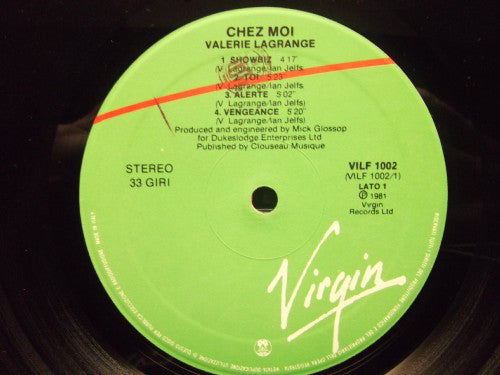 CHEZ MOI
VALERIE LAGRANGE
1 SHOWBIZ 4'17"
(V Lagrange/Ian Jelfs)
2 TOI 5'23"
(V Lagrange/Ian Jelfs)
3 ALERTE 5'02"
(V Lagrange/Ian Jelfs)
4 VENGEANCE 5'20"
(V Lagrange/Ian Jelfs)
Produced and engineered by Mick Glossop
for Dukeslodge Enterprises Ltd
Published by Clouseau Musique
STEREO
33 GIRI
VILF 1002
(VILF 1002/1)
LATO 1
Ⓟ 1981
Virgin
Records Ltd
Virgin
MADE IN ITALY